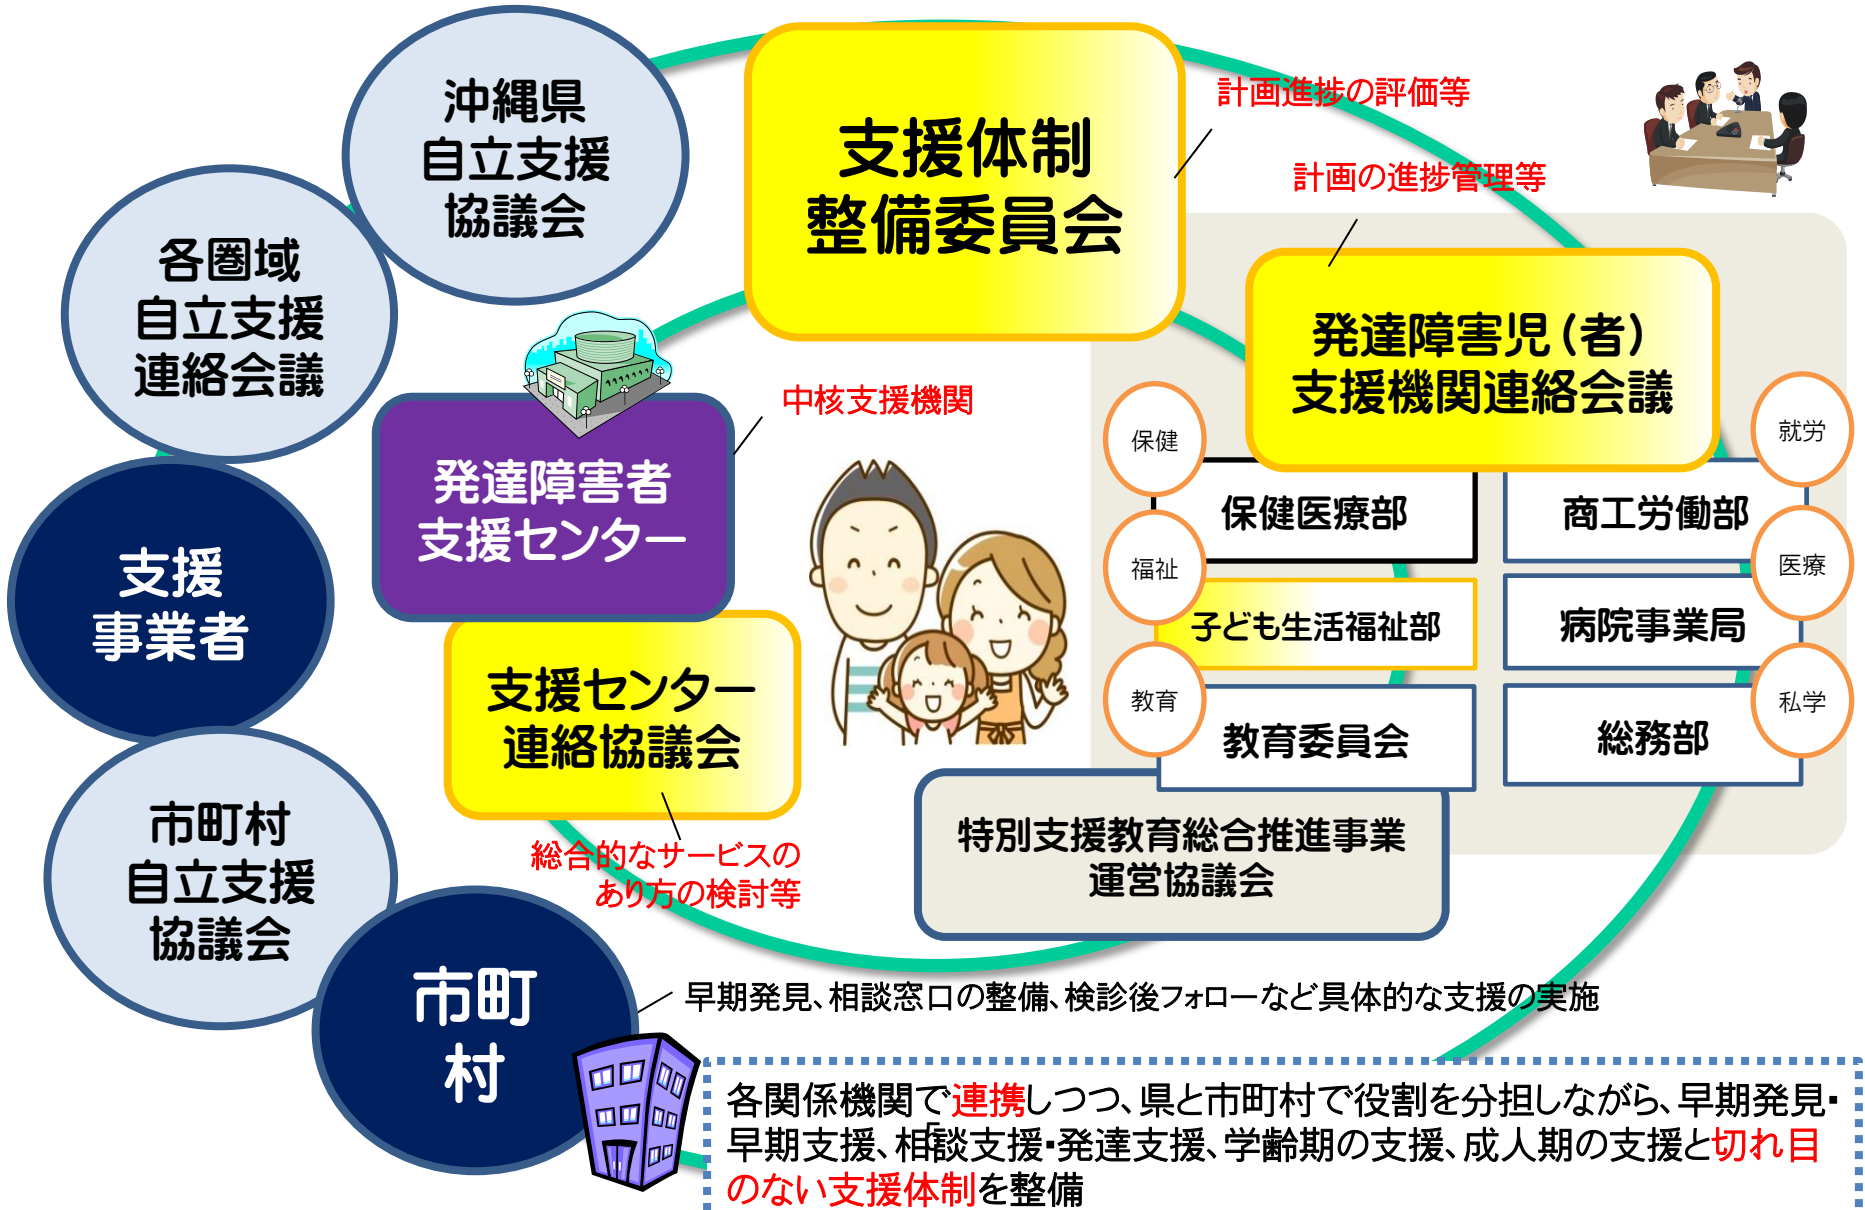 沖縄県
自立支援
協議会
支援体制
整備委員会
計画進捗の評価等
計画の進捗管理等
各圏域
自立支援
連絡会議
発達障害児(者)
支援機関連絡会議
中核支援機関
発達障害者
支援センター
保健
就労
保健医療部
商工労働部
支援
事業者
福祉
医療
子ども生活福祉部
病院事業局
支援センター
連絡協議会
教育
私学
教育委員会
総務部
総合的なサービスの
あり方の検討等
特別支援教育総合推進事業
運営協議会
市町村
自立支援
協議会
市町
村
早期発見、相談窓口の整備、検診後フォローなど具体的な支援の実施
各関係機関で連携しつつ、県と市町村で役割を分担しながら、早期発見・
早期支援、相談支援・発達支援、学齢期の支援、成人期の支援と切れ目
のない支援体制を整備
5